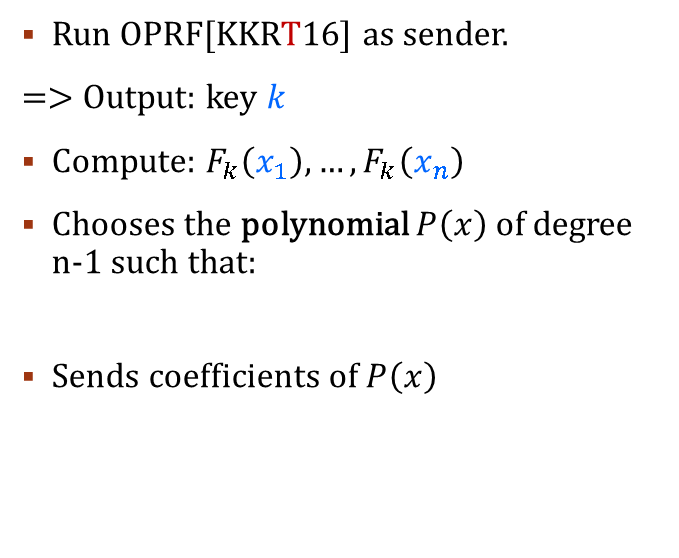 ▪ Run OPRF[KKRT16] as sender.
=> Output: key k
▪ Compute: Fₖ(x₁), … , Fₖ(xₙ)
▪ Chooses the polynomial P(x) of degree
n-1 such that:
▪ Sends coefficients of P(x)